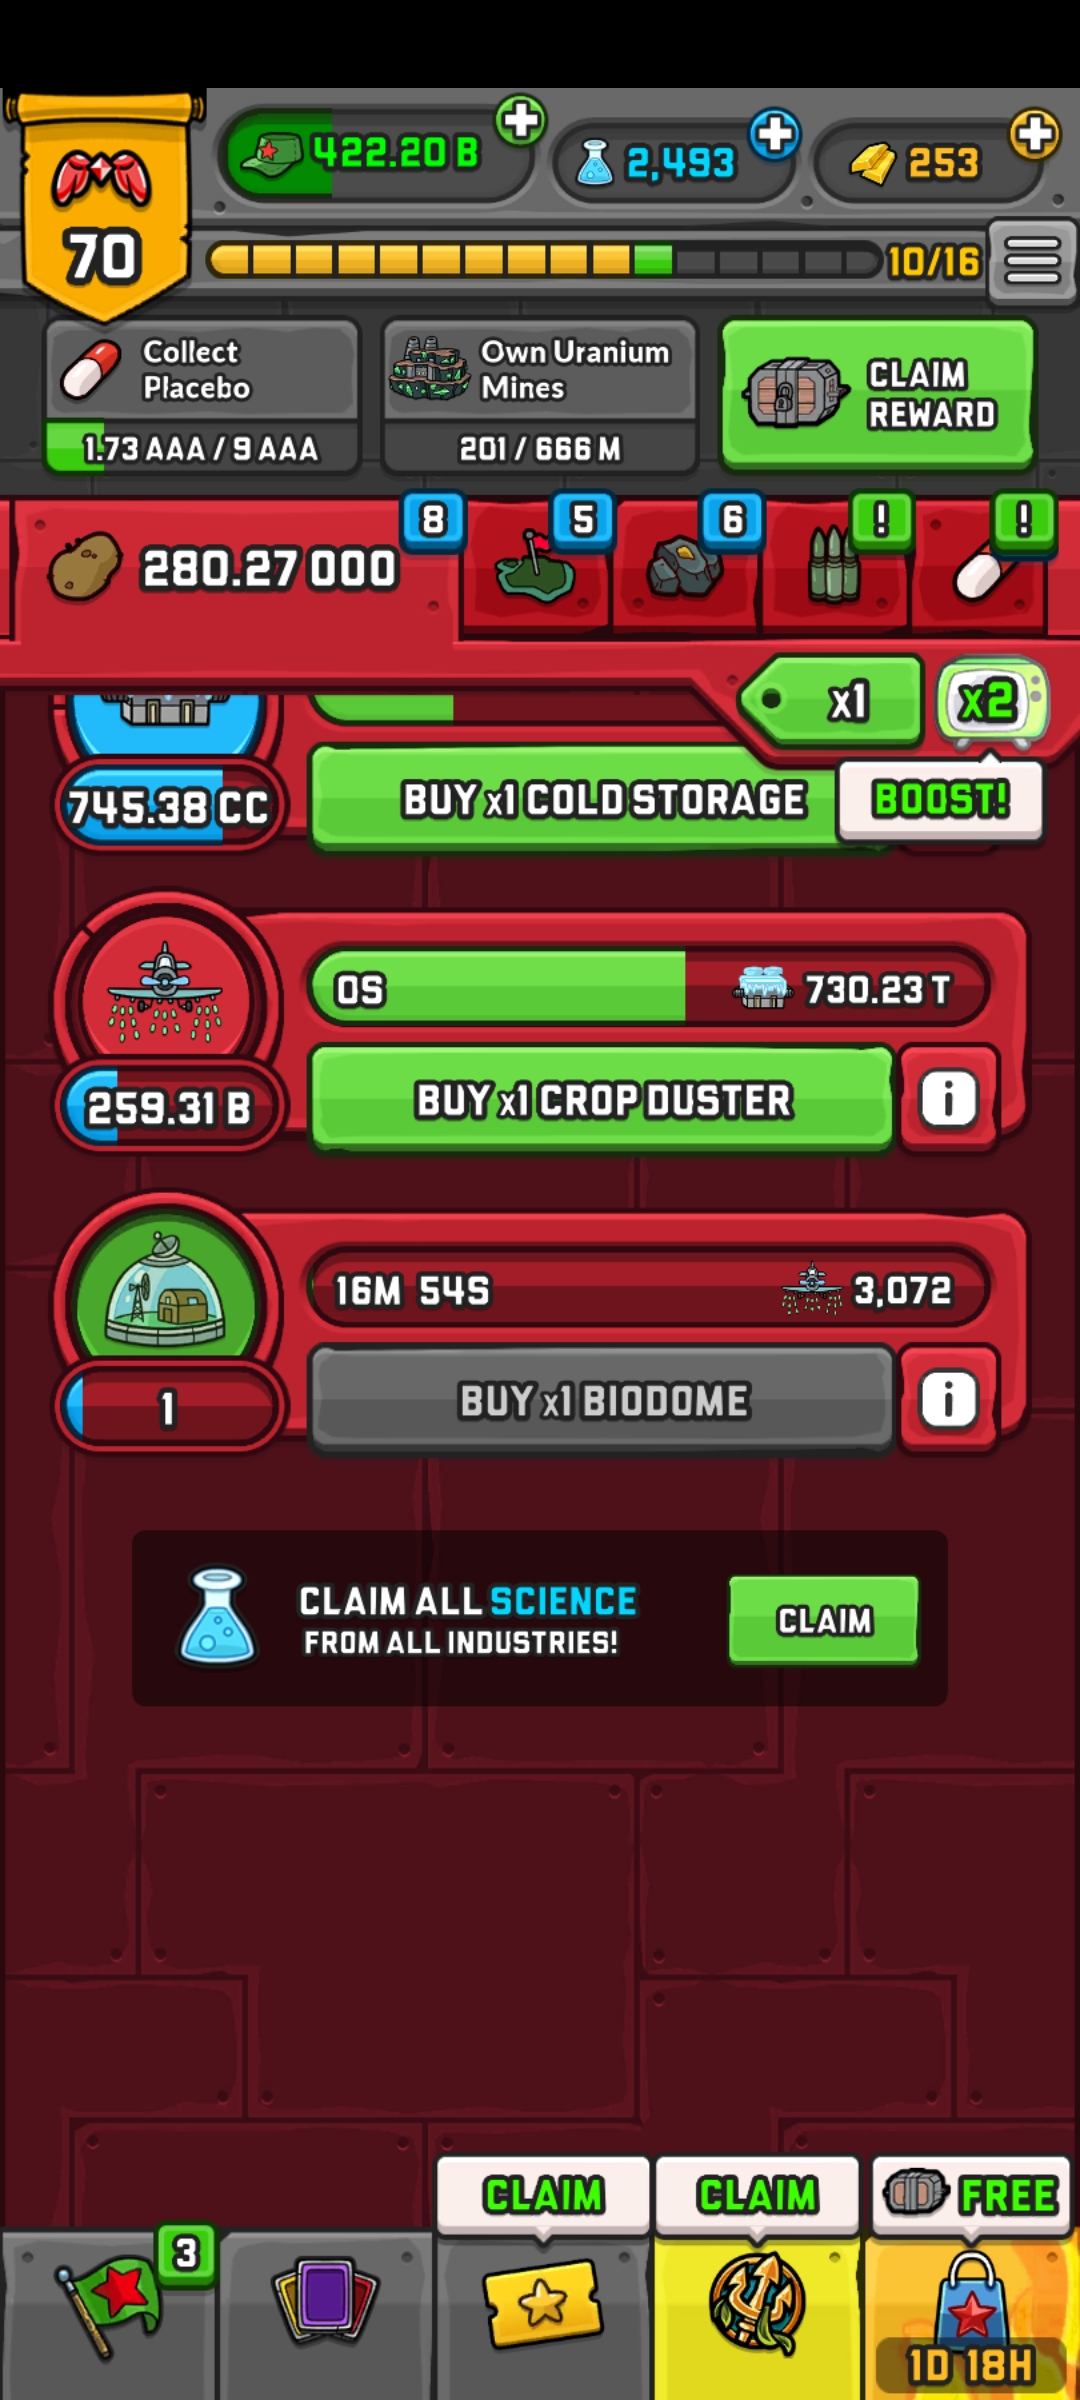 422.20 B
2,493
253
70
10/16
Collect
Placebo
1.73 AAA / 9 AAA
Own Uranium
Mines
201 / 666 M
CLAIM
REWARD
280.27 000
8
5
6
!
!
x1
x2
BOOST!
745.38 CC
BUY x1 COLD STORAGE
0S
730.23 T
259.31 B
BUY x1 CROP DUSTER
i
16M 54S
3,072
1
BUY x1 BIODOME
i
CLAIM ALL SCIENCE
FROM ALL INDUSTRIES!
CLAIM
CLAIM
CLAIM
FREE
3
1D 18H